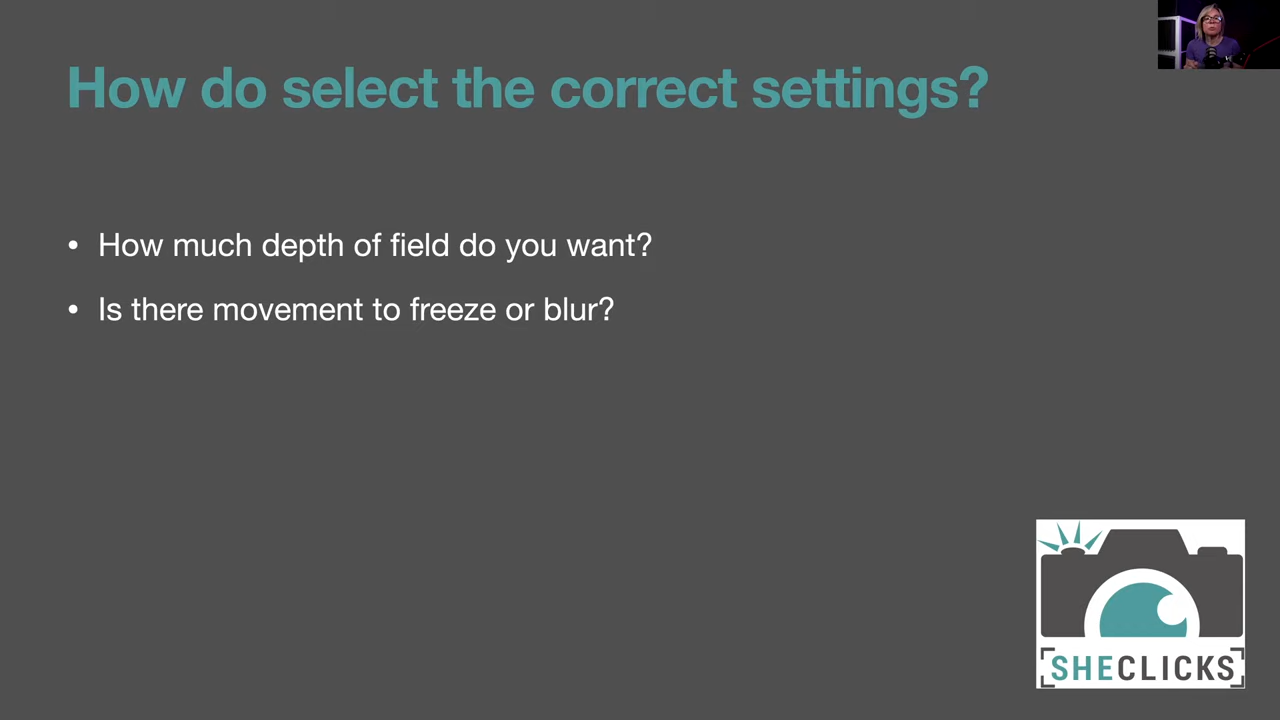 How do select the correct settings?
• How much depth of field do you want?
• Is there movement to freeze or blur?
[SHECLICKS]